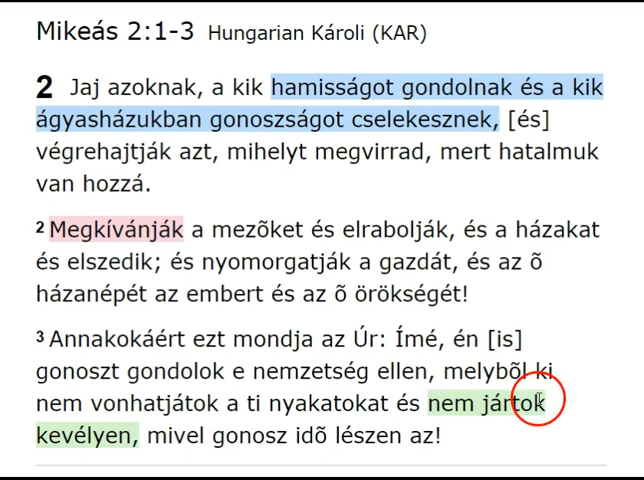 Mikeás 2:1-3 Hungarian Károli (KAR)
2 Jaj azoknak, a kik hamisságot gondolnak és a kik
ágyasházukban gonoszságot cselekesznek, [és]
végrehajtják azt, mihelyt megvirrad, mert hatalmuk
van hozzá.
2 Megkívánják a mezõket és elrabolják, és a házakat
és elszedik; és nyomorgatják a gazdát, és az õ
házanépét az embert és az õ örökségét!
3 Annakokáért ezt mondja az Úr: Ímé, én [is]
gonoszt gondolok e nemzetség ellen, melybõl ki
nem vonhatjátok a ti nyakatokat és nem jártok
kevélyen, mivel gonosz idõ lészen az!